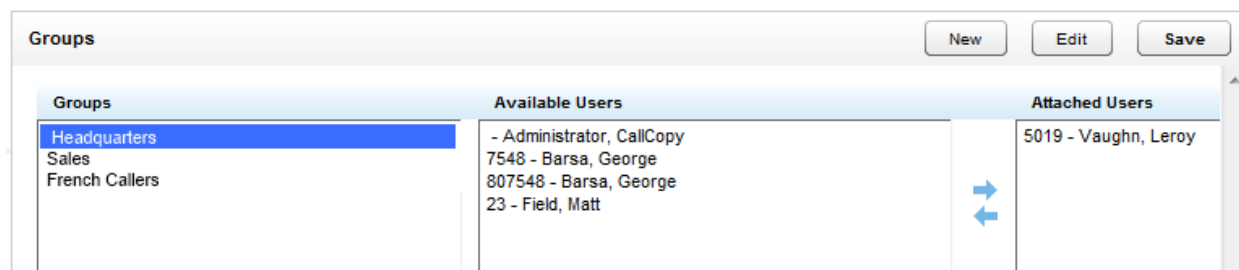 Groups New Edit Save
Groups Available Users Attached Users
Headquarters - Administrator, CallCopy 5019 - Vaughn, Leroy
Sales 7548 - Barsa, George
French Callers 807548 - Barsa, George
23 - Field, Matt